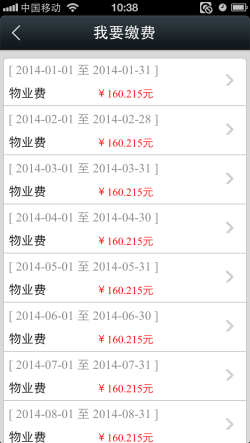 中国移动 10:38
我要缴费
[ 2014-01-01 至 2014-01-31 ]
物业费 ¥ 160.215元
[ 2014-02-01 至 2014-02-28 ]
物业费 ¥ 160.215元
[ 2014-03-01 至 2014-03-31 ]
物业费 ¥ 160.215元
[ 2014-04-01 至 2014-04-30 ]
物业费 ¥ 160.215元
[ 2014-05-01 至 2014-05-31 ]
物业费 ¥ 160.215元
[ 2014-06-01 至 2014-06-30 ]
物业费 ¥ 160.215元
[ 2014-07-01 至 2014-07-31 ]
物业费 ¥ 160.215元
[ 2014-08-01 至 2014-08-31 ]
物业费 ¥ 160.215元